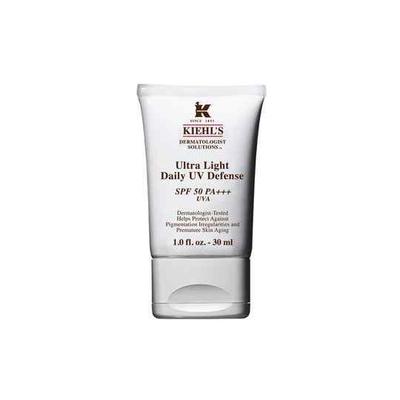 K
SINCE 1851
KIEHL'S
DERMATOLOGIST
SOLUTIONS™
Ultra Light
Daily UV Defense
SPF 50 PA+++
UVA
Dermatologist-Tested
Helps Protect Against
Pigmentation Irregularities and
Premature Skin Aging
1.0 fl. oz. - 30 ml